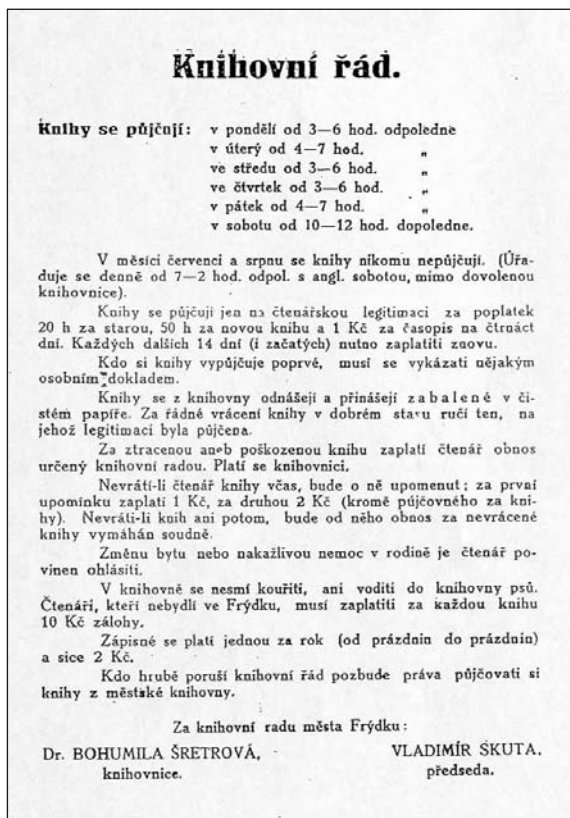 Knihovní řád.
Knihy se půjčují: v pondělí od 3—6 hod. odpoledne
v úterý od 4—7 hod. „
ve středu od 3—6 hod. „
ve čtvrtek od 3—6 hod. „
v pátek od 4—7 hod. „
v sobotu od 10—12 hod. dopoledne.
V měsíci červenci a srpnu se knihy nikomu nepůjčují. (Úřa-
duje se denně od 7—2 hod. odpol. s angl. sobotou, mimo dovolenou
knihovnice).
Knihy se půjčují jen na čtenářskou legitimaci za poplatek
20 h za starou, 50 h za novou knihu a 1 Kč za časopis na čtrnáct
dní. Každých dalších 14 dní (i začatých) nutno zaplatiti znovu.
Kdo si knihy vypůjčuje poprvé, musí se vykázati nějakým
osobním dokladem.
Knihy se z knihovny odnášejí a přinášejí zabalené v či-
stém papíře. Za řádné vrácení knihy v dobrém stavu ručí ten, na
jehož legitimaci byla půjčena.
Za ztracenou aneb poškozenou knihu zaplatí čtenář obnos
určený knihovní radou. Platí se knihovnici.
Nevrátí-li čtenář knihy včas, bude o ně upomenut; za první
upomínku zaplatí 1 Kč, za druhou 2 Kč (kromě půjčovného za kni-
hy). Nevrátí-li knih ani potom, bude od něho obnos za nevrácené
knihy vymáhán soudně.
Změnu bytu nebo nakažlivou nemoc v rodině je čtenář po-
vinen ohlásiti.
V knihovně se nesmí kouřiti, ani voditi do knihovny psů.
Čtenáři, kteří nebydlí ve Frýdku, musí zaplatiti za každou knihu
10 Kč zálohy.
Zápisné se platí jednou za rok (od prázdnin do prázdnin)
a sice 2 Kč.
Kdo hrubě poruší knihovní řád pozbude práva půjčovati si
knihy z městské knihovny.
Za knihovní radu města Frýdku:
Dr. BOHUMILA ŠRETROVÁ, VLADIMÍR ŠKUTA,
knihovnice. předseda.